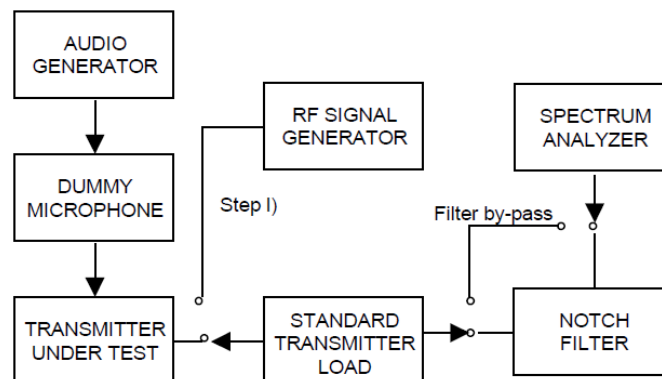 AUDIO
GENERATOR
RF SIGNAL
GENERATOR
SPECTRUM
ANALYZER
DUMMY
MICROPHONE
Step I)
Filter by-pass
TRANSMITTER
UNDER TEST
STANDARD
TRANSMITTER
LOAD
NOTCH
FILTER